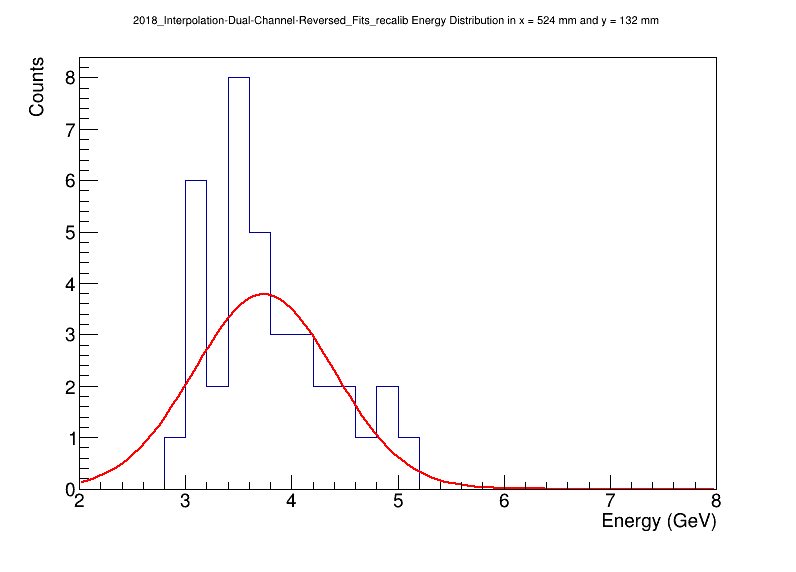 2018_Interpolation-Dual-Channel-Reversed_Fits_recalib Energy Distribution in x = 524 mm and y = 132 mm
Counts
8
7
6
5
4
3
2
1
0
2 3 4 5 6 7 8
Energy (GeV)